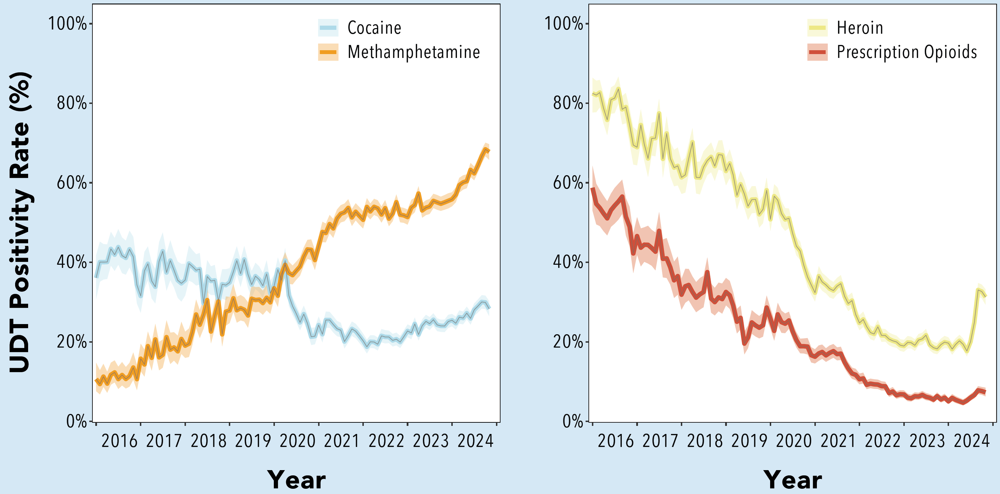 UDT Positivity Rate (%)
100%
80%
60%
40%
20%
0%
Cocaine
Methamphetamine
2016 2017 2018 2019 2020 2021 2022 2023 2024
Year
100%
80%
60%
40%
20%
0%
Heroin
Prescription Opioids
2016 2017 2018 2019 2020 2021 2022 2023 2024
Year